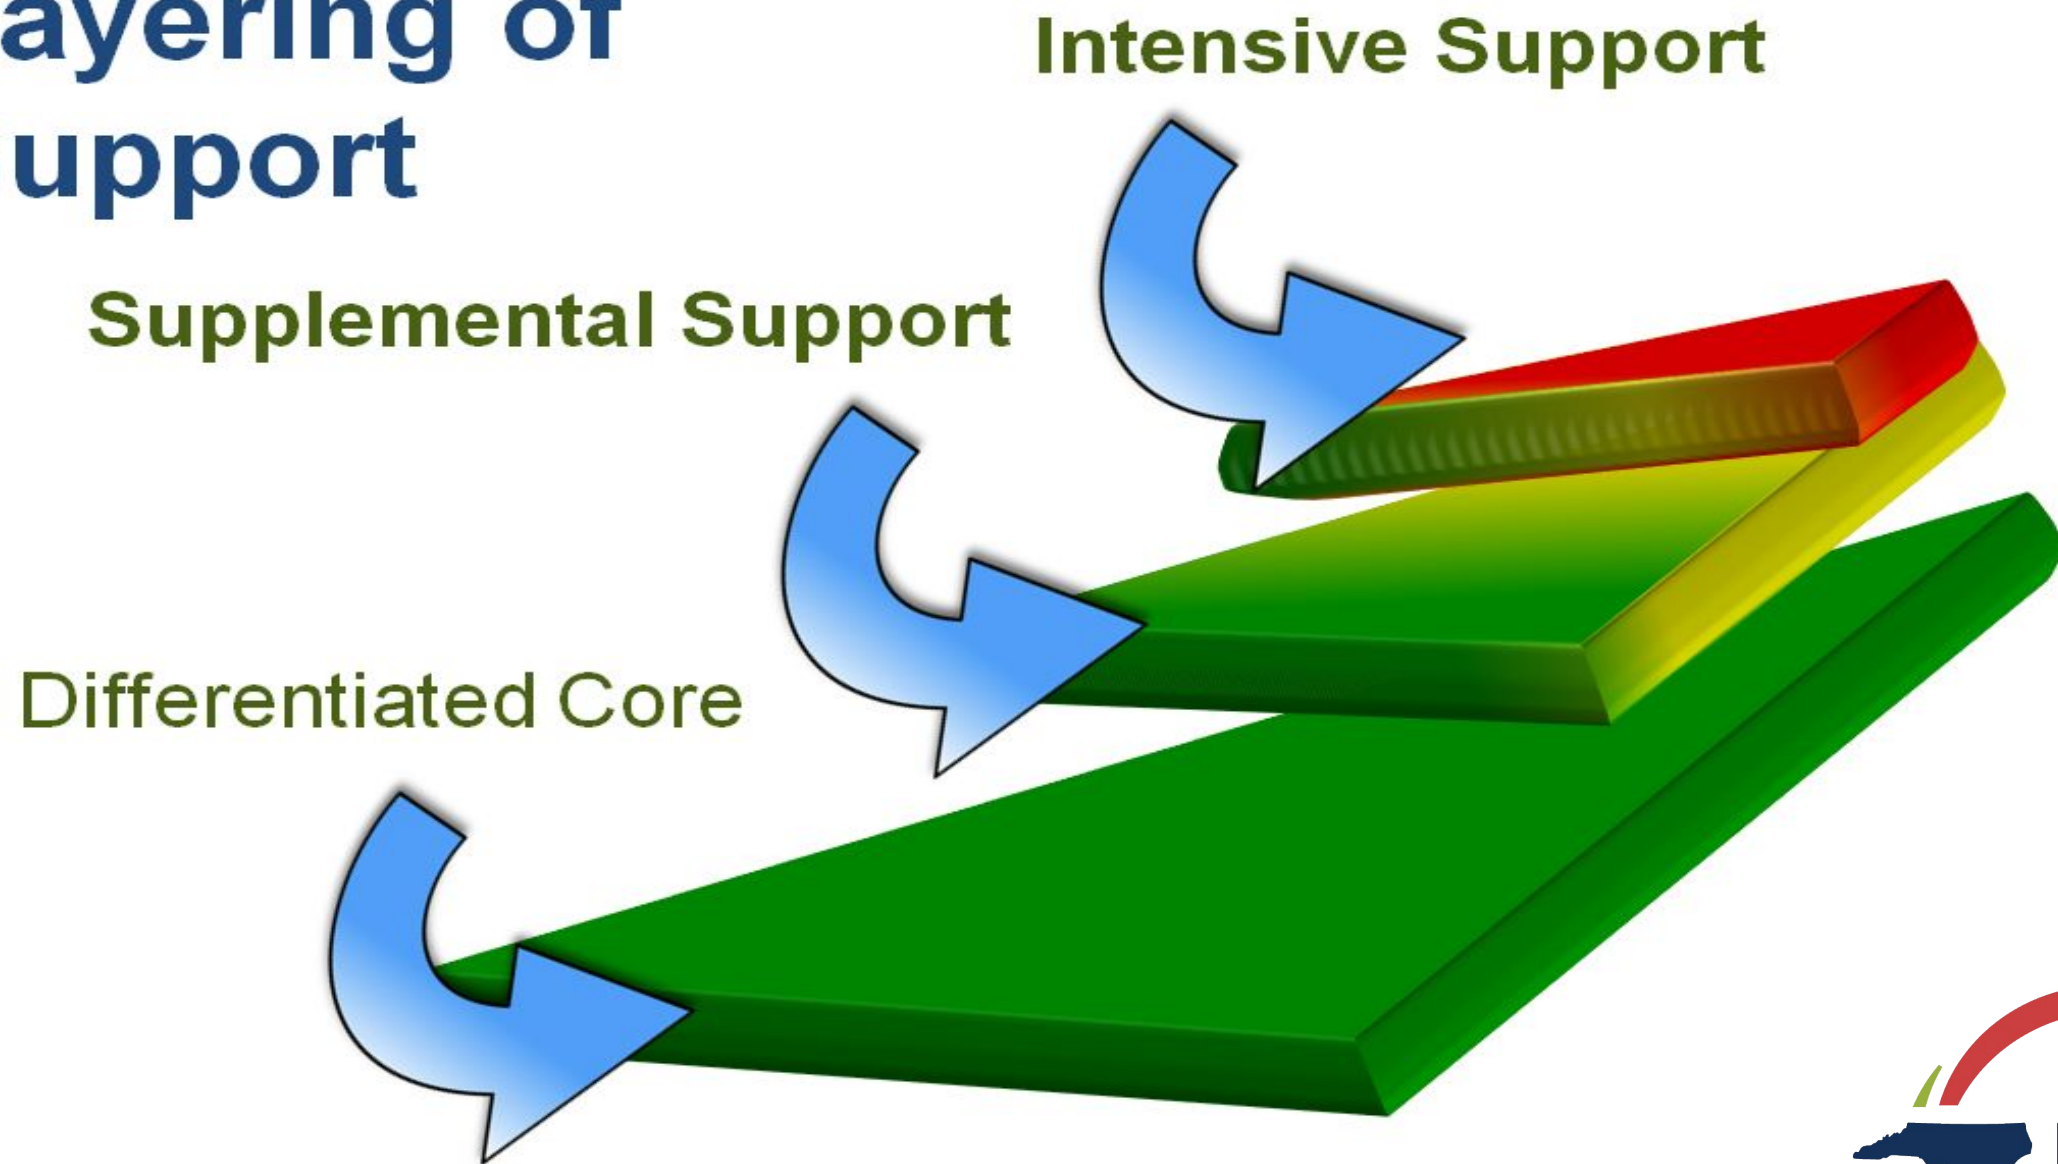 ayering of
upport
Intensive Support
Supplemental Support
Differentiated Core